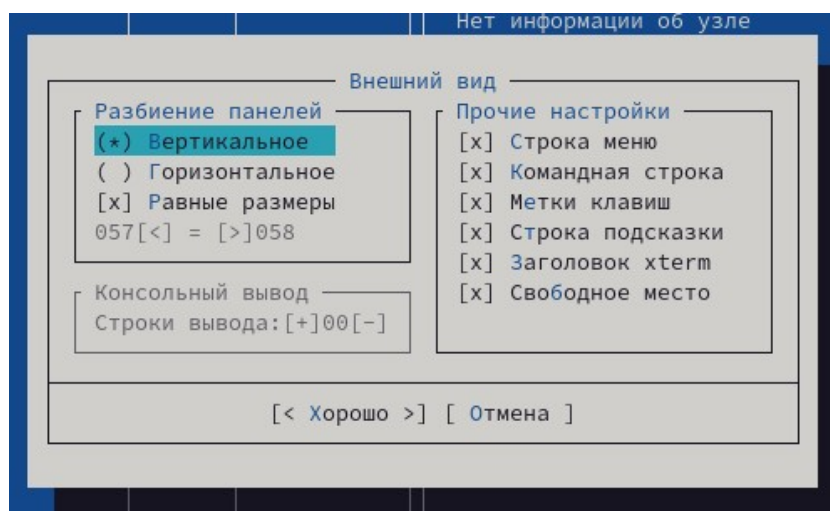 Нет информации об узле
Внешний вид
Разбиение панелей
(*) Вертикальное
( ) Горизонтальное
[x] Равные размеры
057[<] = [>]058
Консольный вывод
Строки вывода:[+]00[-]
Прочие настройки
[x] Строка меню
[x] Командная строка
[x] Метки клавиш
[x] Строка подсказки
[x] Заголовок xterm
[x] Свободное место
[< Хорошо >] [ Отмена ]